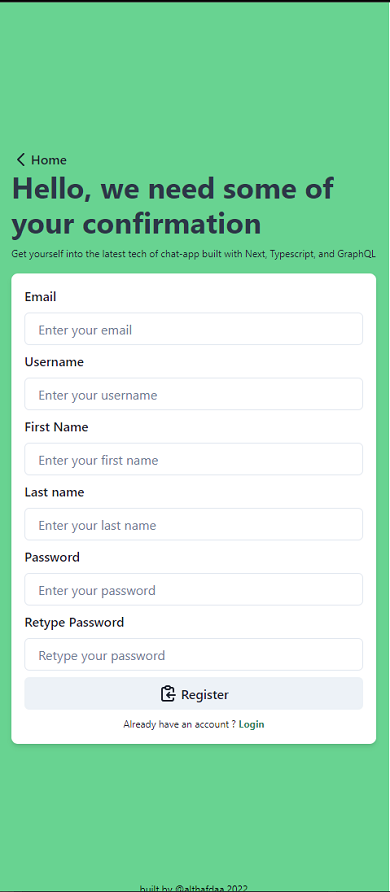 Home
Hello, we need some of
your confirmation
Get yourself into the latest tech of chat-app built with Next, Typescript, and GraphQL
Email
Enter your email
Username
Enter your username
First Name
Enter your first name
Last name
Enter your last name
Password
Enter your password
Retype Password
Retype your password
Register
Already have an account ? Login
built by @althafdaa 2022